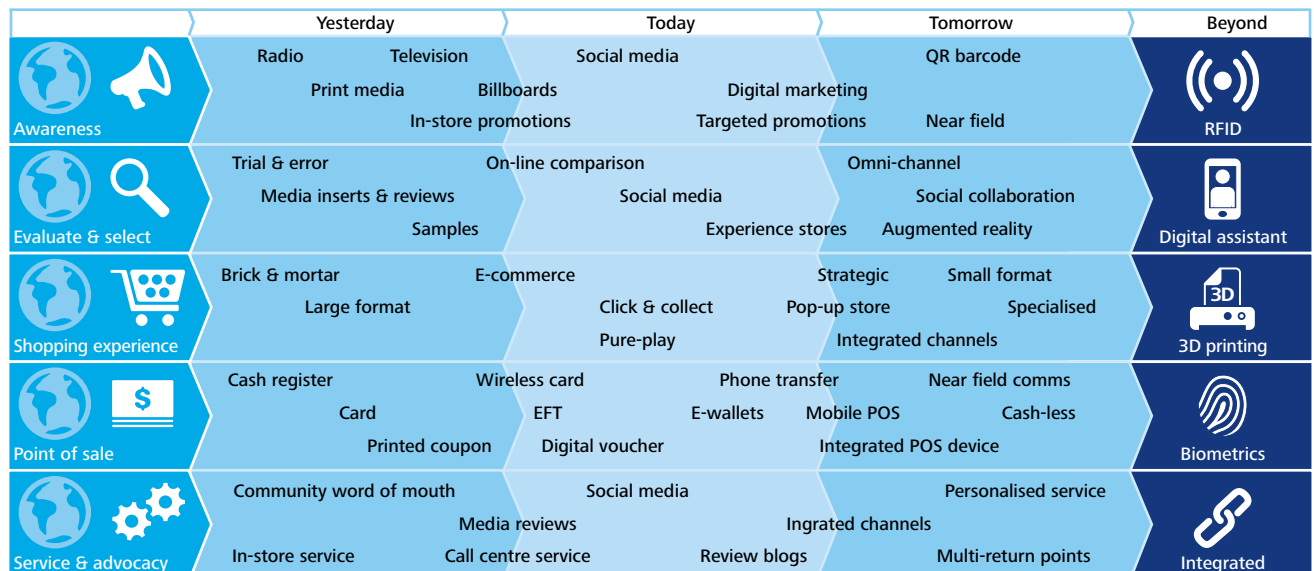 Yesterday Today Tomorrow Beyond
Radio Television Social media QR barcode
Print media Billboards Digital marketing
In-store promotions Targeted promotions Near field
Awareness RFID
Trial & error On-line comparison Omni-channel
Media inserts & reviews Social media Social collaboration
Samples Experience stores Augmented reality
Evaluate & select Digital assistant
Brick & mortar E-commerce Strategic Small format
3D
Large format Click & collect Pop-up store Specialised
Pure-play Integrated channels
Shopping experience 3D printing
Cash register Wireless card Phone transfer Near field comms
$
Card EFT E-wallets Mobile POS Cash-less
Printed coupon Digital voucher Integrated POS device
Point of sale Biometrics
Community word of mouth Social media Personalised service
Media reviews Ingrated channels
In-store service Call centre service Review blogs Multi-return points
Service & advocacy Integrated